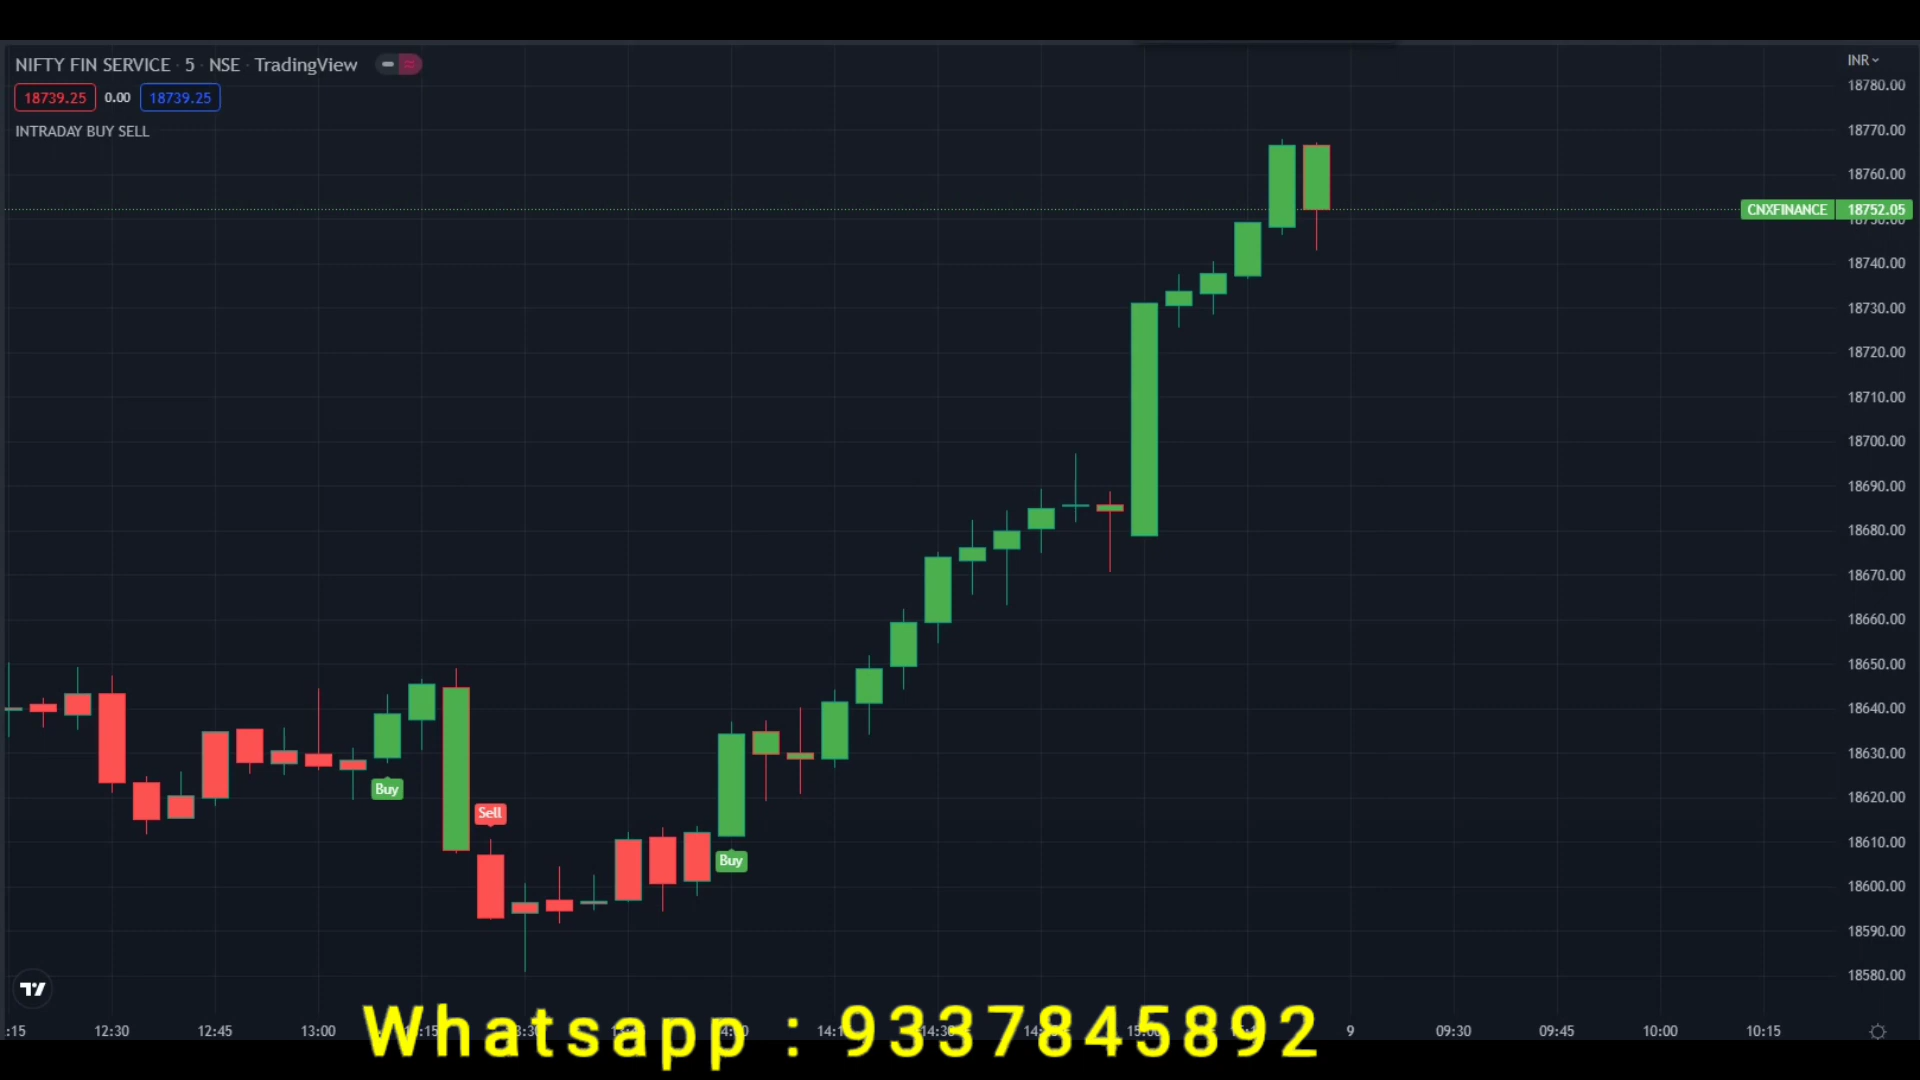 NIFTY FIN SERVICE · 5 · NSE · TradingView
INR
18739.25 0.00 18739.25
INTRADAY BUY SELL
18780.00
18770.00
18760.00
CNXFINANCE 18752.05
18740.00
18730.00
18720.00
18710.00
18700.00
18690.00
18680.00
18670.00
18660.00
18650.00
18640.00
18630.00
18620.00
18610.00
18600.00
18590.00
18580.00
Buy
Sell
Buy
:15 12:30 12:45 13:00 9 09:30 09:45 10:00 10:15
Whatsapp : 9337845892